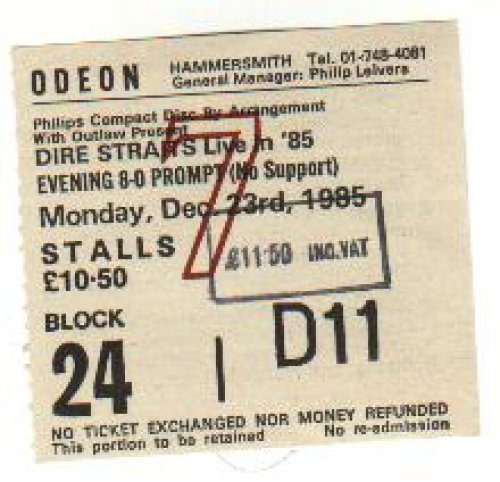 ODEON HAMMERSMITH Tel. 01-748-4081
General Manager: Philip Leivers
Philips Compact Disc By Arrangement
With Outlaw Present
DIRE STRAITS Live in '85
EVENING 8-0 PROMPT (No Support)
Monday, Dec. 23rd, 1985
7
STALLS
£10·50
£11·50 INC. VAT
BLOCK
24 | D11
NO TICKET EXCHANGED NOR MONEY REFUNDED
This portion to be retained No re-admission